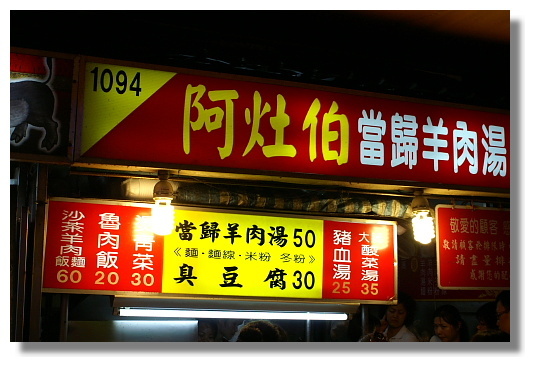 1094
阿灶伯當歸羊肉湯
沙茶羊肉飯麵 60
魯肉飯 20
青菜 30
當歸羊肉湯50
《麵·麵線·米粉 冬粉》
臭豆腐30
豬血湯 25
大酸菜湯 35
敬愛的顧客